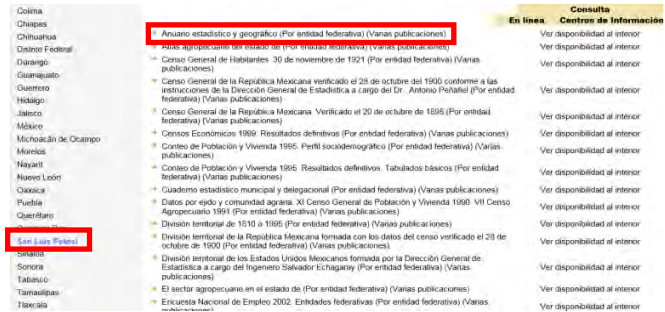 Colima
Chiapas
Chihuahua
Distrito Federal
Durango
Guanajuato
Guerrero
Hidalgo
Jalisco
México
Michoacán de Ocampo
Morelos
Nayarit
Nuevo León
Oaxaca
Puebla
Querétaro
San Luis Potosí
Sinaloa
Sonora
Tabasco
Tamaulipas
Tlaxcala
Consulta
En línea Centros de Información
Anuario estadístico y geográfico (Por entidad federativa) (Varias publicaciones) Ver disponibilidad al interior
Atlas agropecuario del estado de (Por entidad federativa) (Varias publicaciones) Ver disponibilidad al interior
Censo General de Habitantes. 30 de noviembre de 1921 (Por entidad federativa) (Varias
publicaciones) Ver disponibilidad al interior
Censo General de la República Mexicana verificado el 28 de octubre del 1900 conforme a las
instrucciones de la Dirección General de Estadística a cargo del Dr. Antonio Peñafiel (Por entidad
federativa) (Varias publicaciones) Ver disponibilidad al interior
Censo General de la República Mexicana. Verificado el 20 de octubre de 1895 (Por entidad
federativa) (Varias publicaciones) Ver disponibilidad al interior
Censos Económicos 1999. Resultados definitivos (Por entidad federativa) (Varias publicaciones) Ver disponibilidad al interior
Conteo de Población y Vivienda 1995. Perfil sociodemográfico (Por entidad federativa) (Varias
publicaciones) Ver disponibilidad al interior
Conteo de Población y Vivienda 1995. Resultados definitivos. Tabulados básicos (Por entidad
federativa) (Varias publicaciones) Ver disponibilidad al interior
Cuaderno estadístico municipal y delegacional (Por entidad federativa) (Varias publicaciones) Ver disponibilidad al interior
Datos por ejido y comunidad agraria. XI Censo General de Población y Vivienda 1990. VII Censo
Agropecuario 1991 (Por entidad federativa) (Varias publicaciones) Ver disponibilidad al interior
División territorial de 1810 a 1995 (Por entidad federativa) (Varias publicaciones) Ver disponibilidad al interior
División territorial de la República Mexicana formada con los datos del censo verificado el 28 de
octubre de 1900 (Por entidad federativa) (Varias publicaciones) Ver disponibilidad al interior
División territorial de los Estados Unidos Mexicanos formada por la Dirección General de
Estadística a cargo del Ingeniero Salvador Echagaray (Por entidad federativa) (Varias
publicaciones) Ver disponibilidad al interior
El sector agropecuario en el estado de (Por entidad federativa) (Varias publicaciones) Ver disponibilidad al interior
Encuesta Nacional de Empleo 2002. Entidades federativas (Por entidad federativa) (Varias
publicaciones) Ver disponibilidad al interior